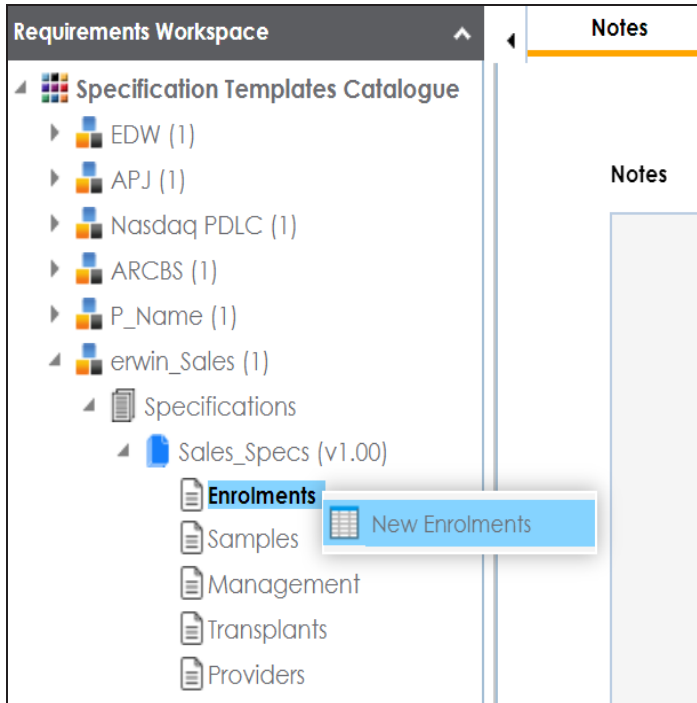 Requirements Workspace
Notes
Specification Templates Catalogue
EDW (1)
APJ (1)
Notes
Nasdaq PDLC (1)
ARCBS (1)
P_Name (1)
erwin_Sales (1)
Specifications
Sales_Specs (v1.00)
Enrolments
New Enrolments
Samples
Management
Transplants
Providers